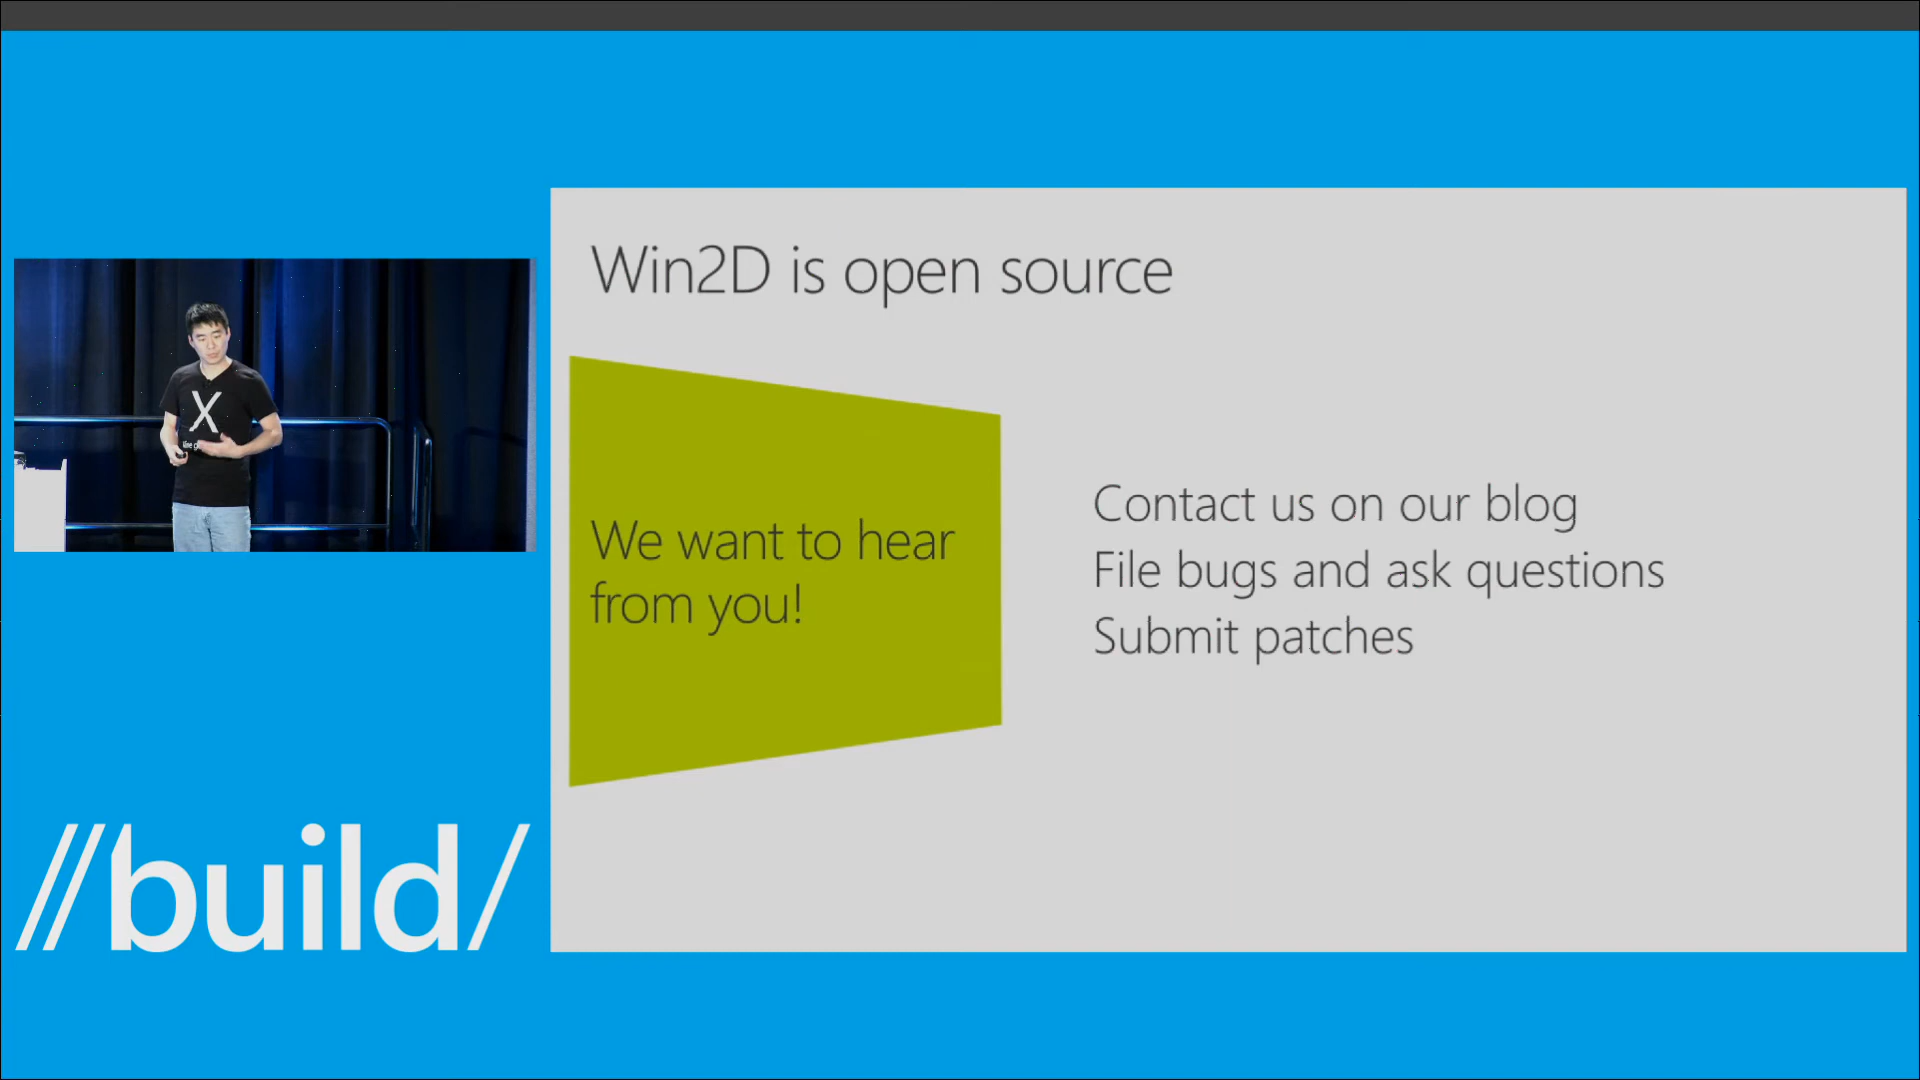 Win2D is open source
We want to hear
from you!
Contact us on our blog
File bugs and ask questions
Submit patches
X
//build/